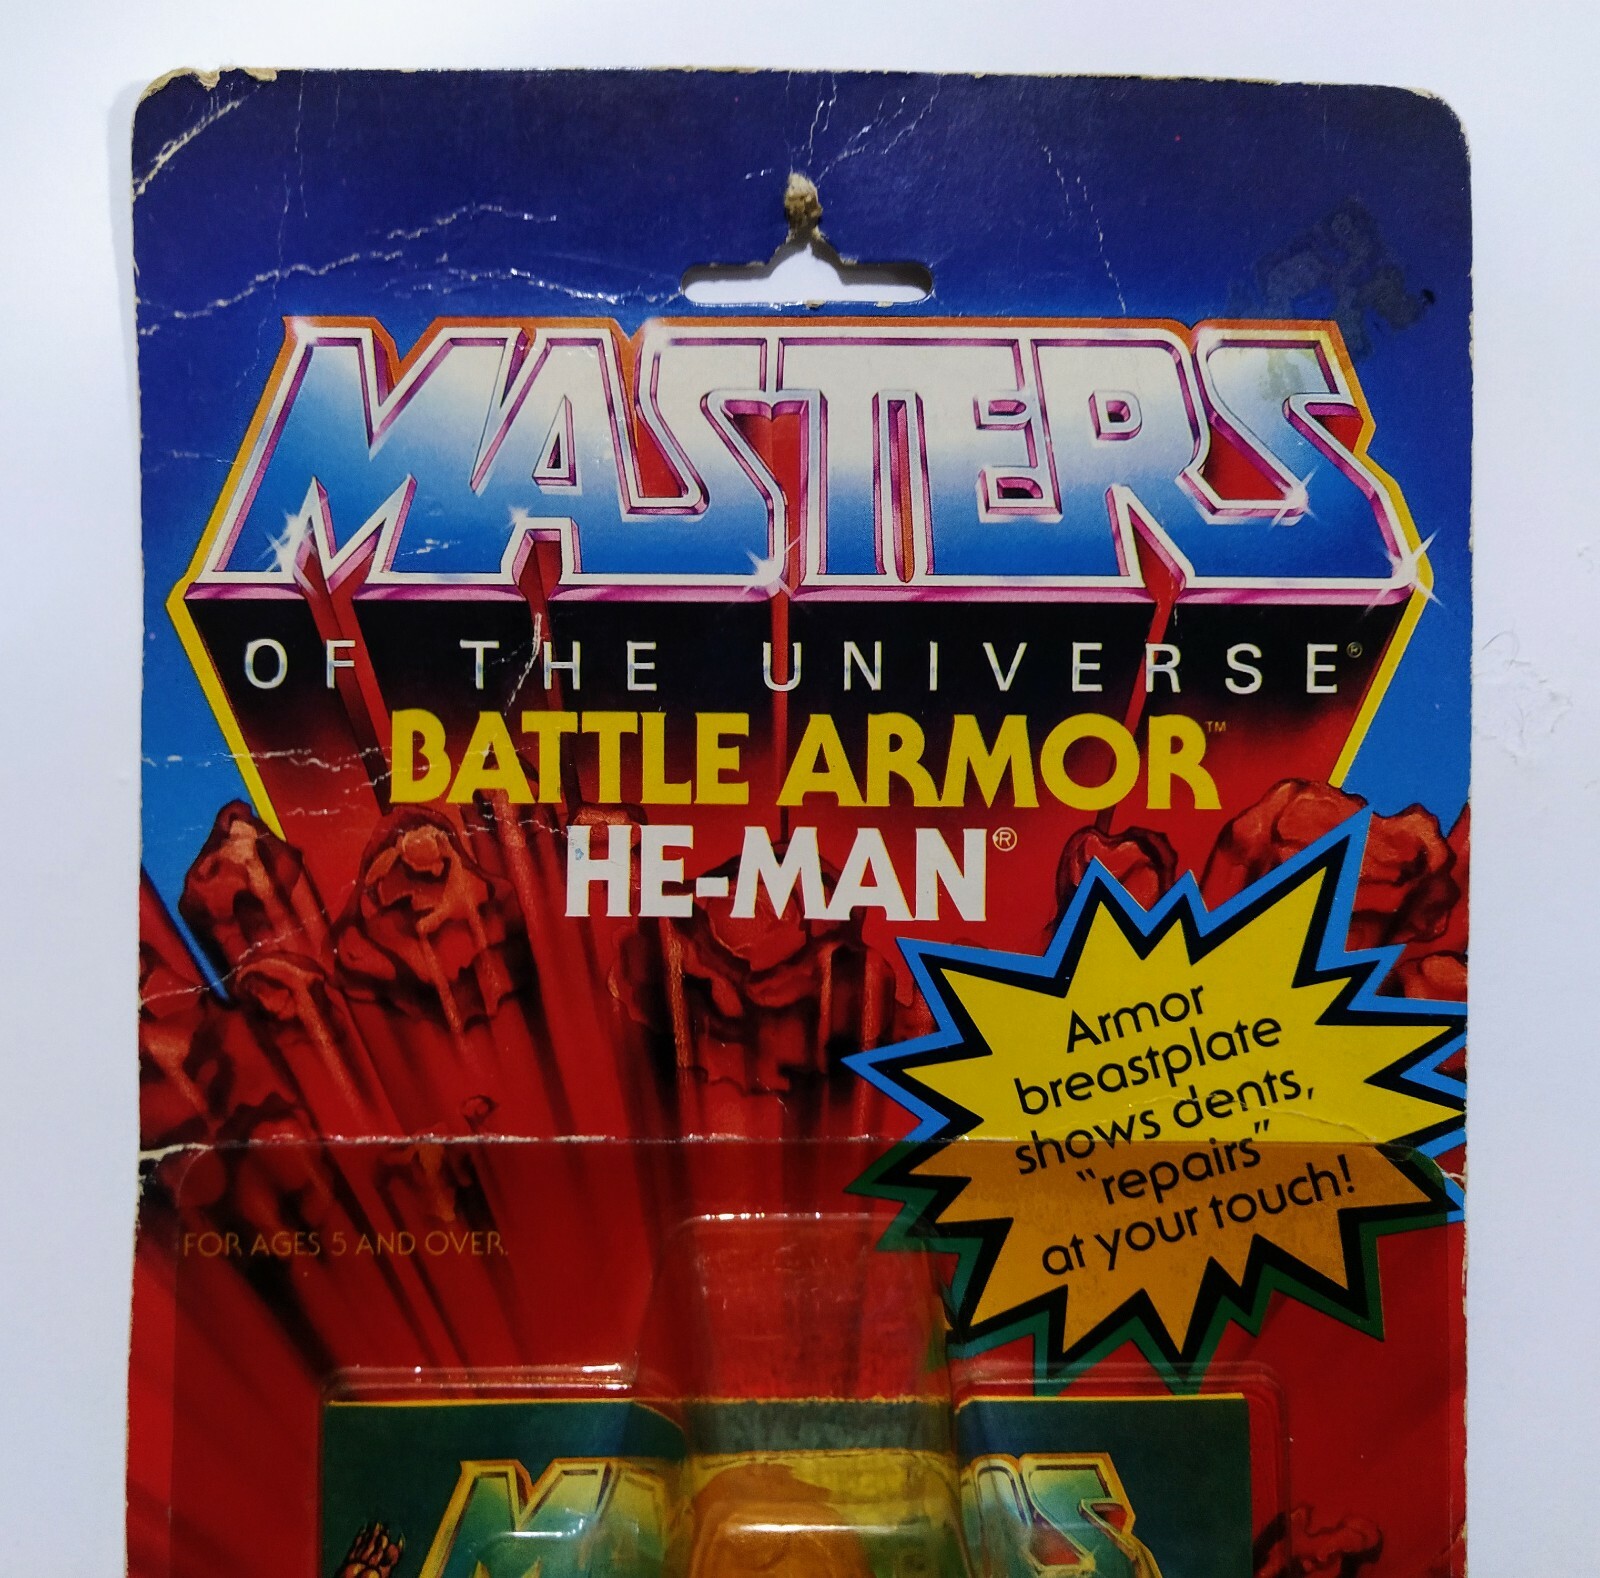 MASTERS
OF THE UNIVERSE®
BATTLE ARMOR™
HE-MAN®
Armor
breastplate
shows dents,
"repairs"
at your touch!
FOR AGES 5 AND OVER.